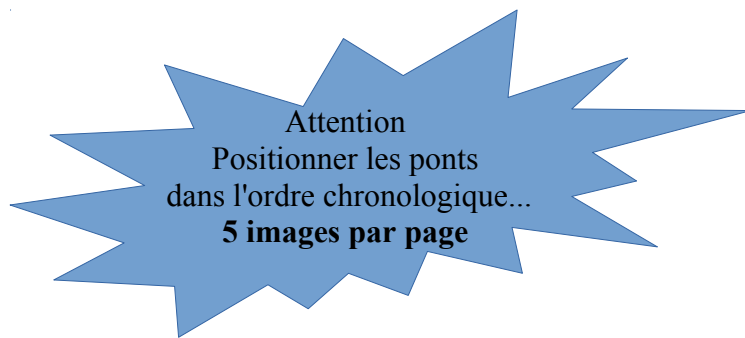 Attention
Positionner les ponts
dans l'ordre chronologique...
5 images par page